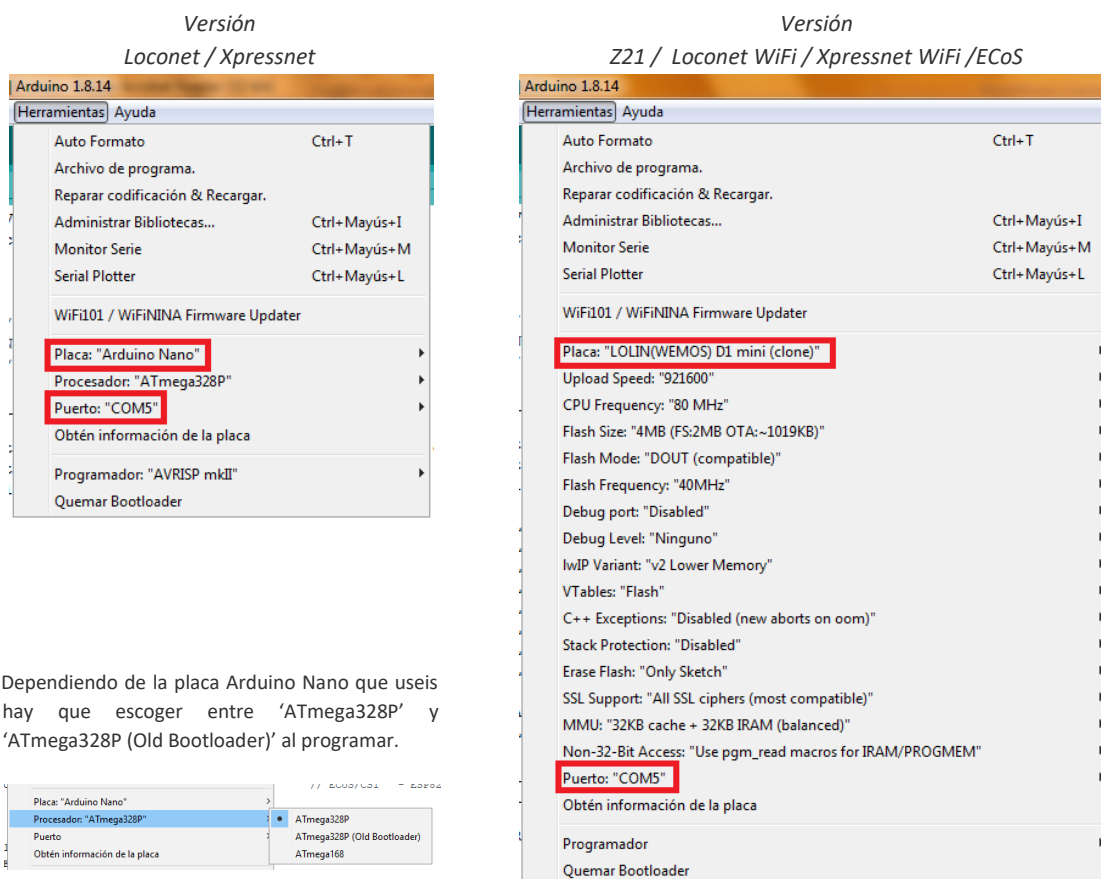 Versión
Loconet / Xpressnet
Arduino 1.8.14
Herramientas Ayuda
Auto Formato Ctrl+T
Archivo de programa.
Reparar codificación & Recargar.
Administrar Bibliotecas... Ctrl+Mayús+I
Monitor Serie Ctrl+Mayús+M
Serial Plotter Ctrl+Mayús+L
WiFi101 / WiFiNINA Firmware Updater
Placa: "Arduino Nano"
Procesador: "ATmega328P"
Puerto: "COM5"
Obtén información de la placa
Programador: "AVRISP mkII"
Quemar Bootloader
Dependiendo de la placa Arduino Nano que useis
hay que escoger entre ‘ATmega328P’ y
‘ATmega328P (Old Bootloader)’ al programar.
Placa: "Arduino Nano"
Procesador: "ATmega328P"
Puerto
Obtén información de la placa
ATmega328P
ATmega328P (Old Bootloader)
ATmega168
Versión
Z21 / Loconet WiFi / Xpressnet WiFi /ECoS
Arduino 1.8.14
Herramientas Ayuda
Auto Formato Ctrl+T
Archivo de programa.
Reparar codificación & Recargar.
Administrar Bibliotecas... Ctrl+Mayús+I
Monitor Serie Ctrl+Mayús+M
Serial Plotter Ctrl+Mayús+L
WiFi101 / WiFiNINA Firmware Updater
Placa: "LOLIN(WEMOS) D1 mini (clone)"
Upload Speed: "921600"
CPU Frequency: "80 MHz"
Flash Size: "4MB (FS:2MB OTA:~1019KB)"
Flash Mode: "DOUT (compatible)"
Flash Frequency: "40MHz"
Debug port: "Disabled"
Debug Level: "Ninguno"
lwIP Variant: "v2 Lower Memory"
VTables: "Flash"
C++ Exceptions: "Disabled (new aborts on oom)"
Stack Protection: "Disabled"
Erase Flash: "Only Sketch"
SSL Support: "All SSL ciphers (most compatible)"
MMU: "32KB cache + 32KB IRAM (balanced)"
Non-32-Bit Access: "Use pgm_read macros for IRAM/PROGMEM"
Puerto: "COM5"
Obtén información de la placa
Programador
Quemar Bootloader